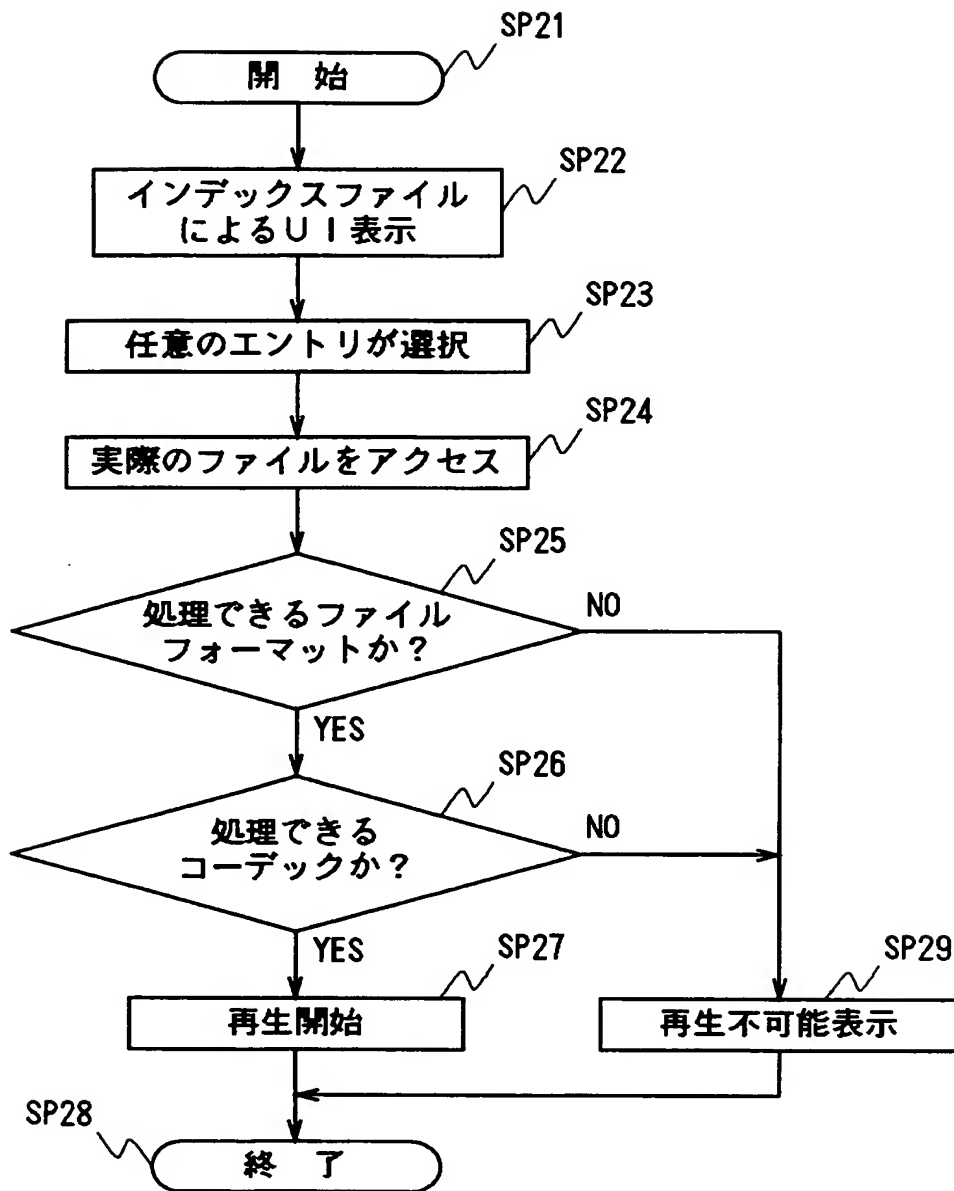 SP21
開 始
SP22
インデックスファイル
によるUI表示
SP23
任意のエントリが選択
SP24
実際のファイルをアクセス
SP25
処理できるファイル
フォーマットか?
NO
YES
SP26
処理できる
コーデックか?
NO
YES
SP27
再生開始
SP29
再生不可能表示
SP28
終 了